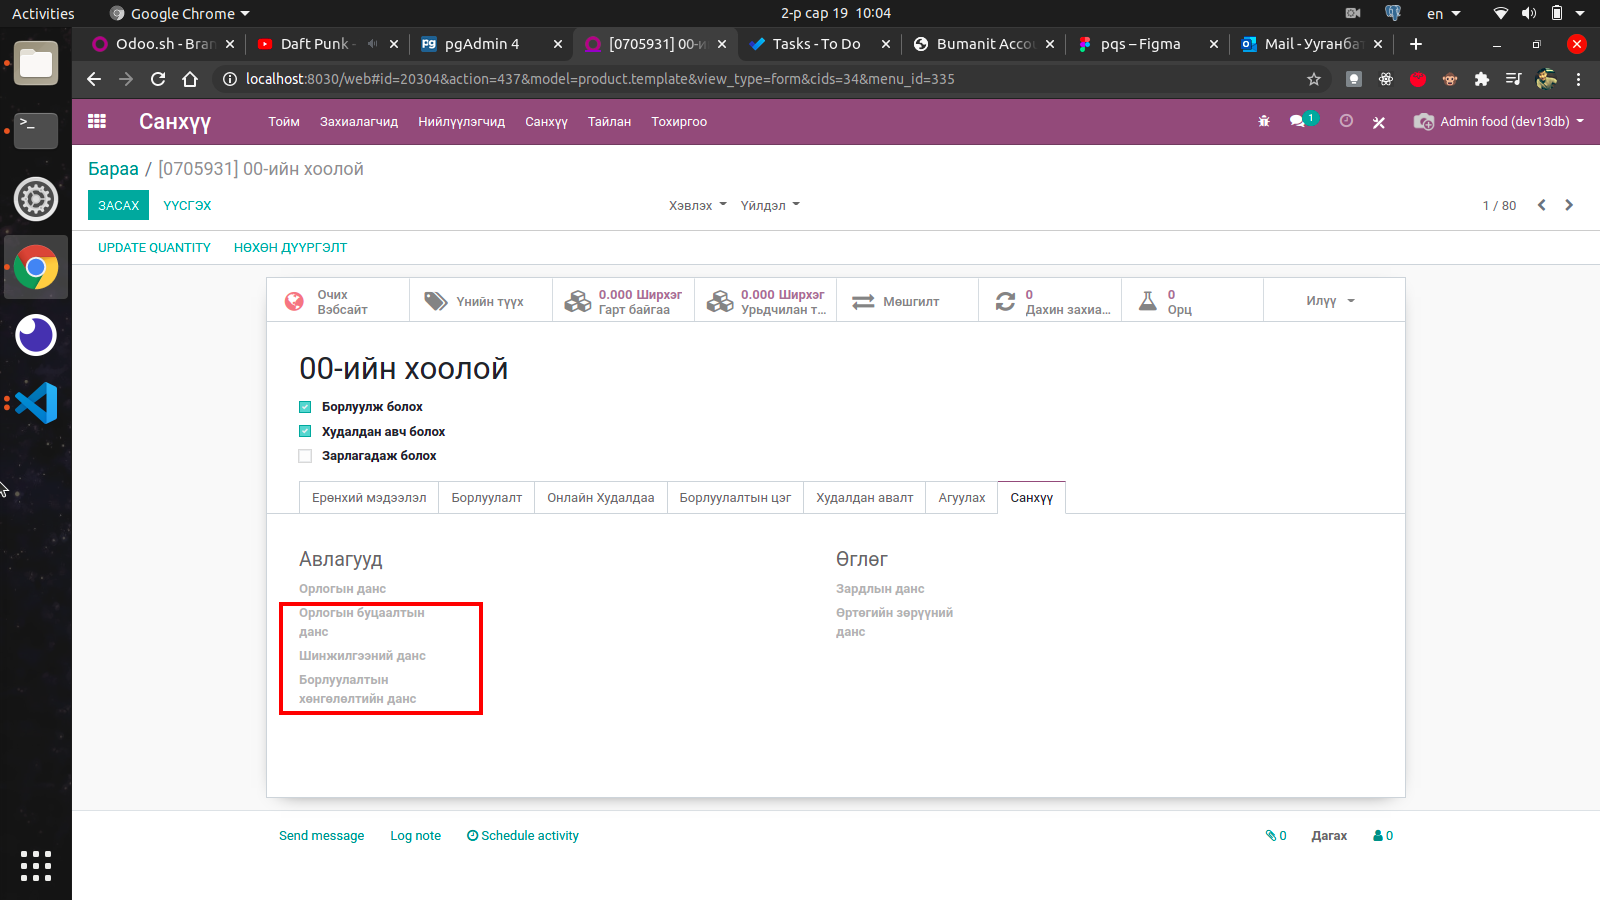 Activities
Google Chrome
2-р сар 19 10:04
en
Odoo.sh - Bran
Daft Punk -
pgAdmin 4
[0705931] 00-и
Tasks - To Do
Bumanit Accou
pqs – Figma
Mail - Ууганбат
localhost:8030/web#id=20304&action=437&model=product.template&view_type=form&cids=34&menu_id=335
Санхүү
Тойм
Захиалагчид
Нийлүүлэгчид
Санхүү
Тайлан
Тохиргоо
1
Admin food (dev13db)
Бараа / [0705931] 00-ийн хоолой
ЗАСАХ
ҮҮСГЭХ
Хэвлэх
Үйлдэл
1 / 80
UPDATE QUANTITY
НӨХӨН ДҮҮРГЭЛТ
Очих
Вэбсайт
Үнийн түүх
0.000 Ширхэг
Гарт байгаа
0.000 Ширхэг
Урьдчилан т...
Мөшгилт
0
Дахин захиа...
0
Орц
Илүү
00-ийн хоолой
Борлуулж болох
Худалдан авч болох
Зарлагадаж болох
Ерөнхий мэдээлэл
Борлуулалт
Онлайн Худалдаа
Борлуулалтын цэг
Худалдан авалт
Агуулах
Санхүү
Авлагууд
Орлогын данс
Орлогын буцаалтын
данс
Шинжилгээний данс
Борлуулалтын
хөнгөлөлтийн данс
Өглөг
Зардлын данс
Өртөгийн зөрүүний
данс
Send message
Log note
Schedule activity
0
Дагах
0